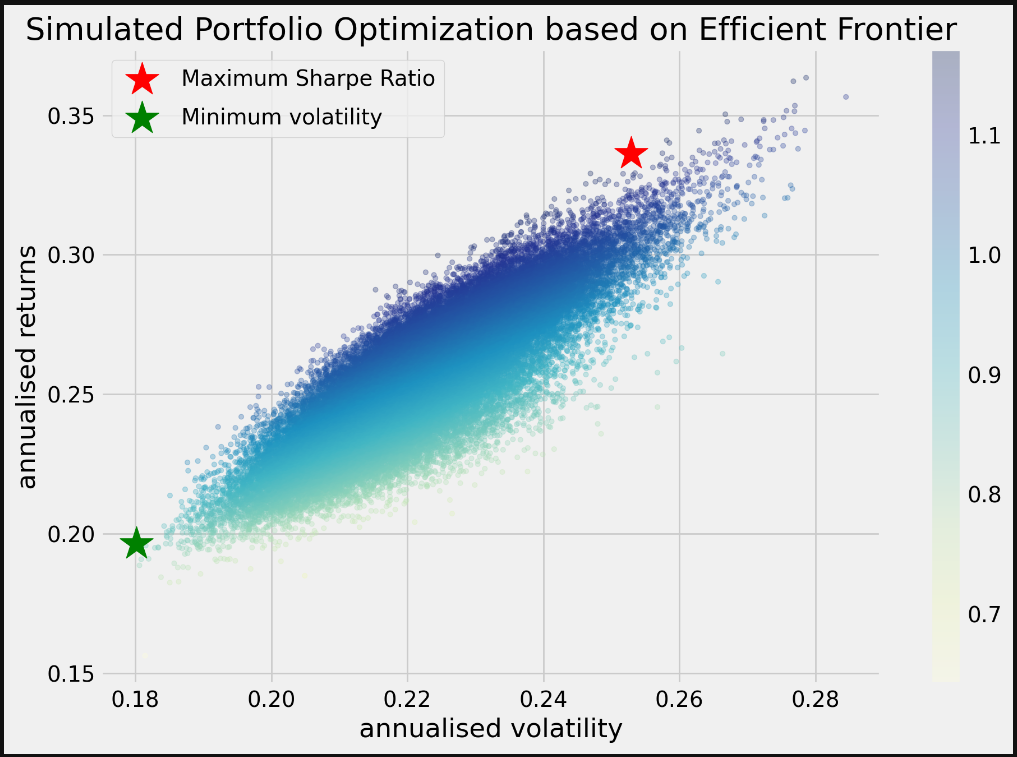 Simulated Portfolio Optimization based on Efficient Frontier
Maximum Sharpe Ratio
Minimum volatility
annualised returns
0.35
0.30
0.25
0.20
0.15
0.18 0.20 0.22 0.24 0.26 0.28
annualised volatility
1.1
1.0
0.9
0.8
0.7